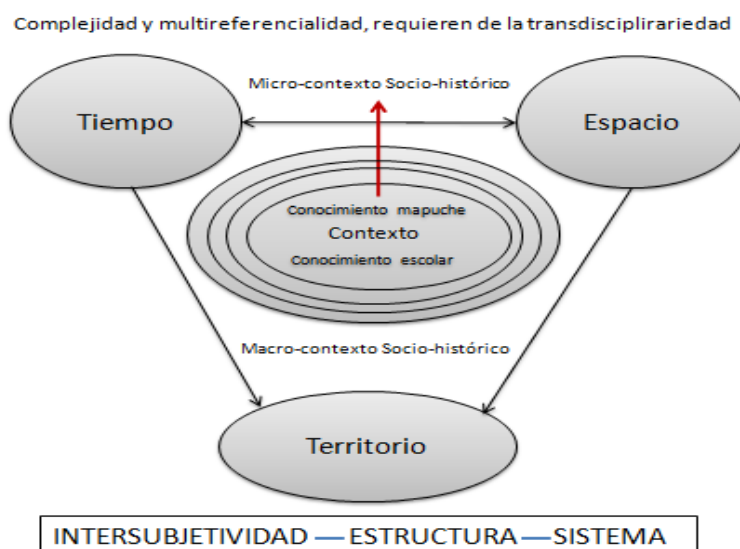 Complejidad y multireferencialidad, requieren de la transdisciplirariedad
Micro-contexto Socio-histórico
Tiempo
Espacio
Conocimiento mapuche
Contexto
Conocimiento escolar
Macro-contexto Socio-histórico
Territorio
INTERSUBJETIVIDAD — ESTRUCTURA — SISTEMA